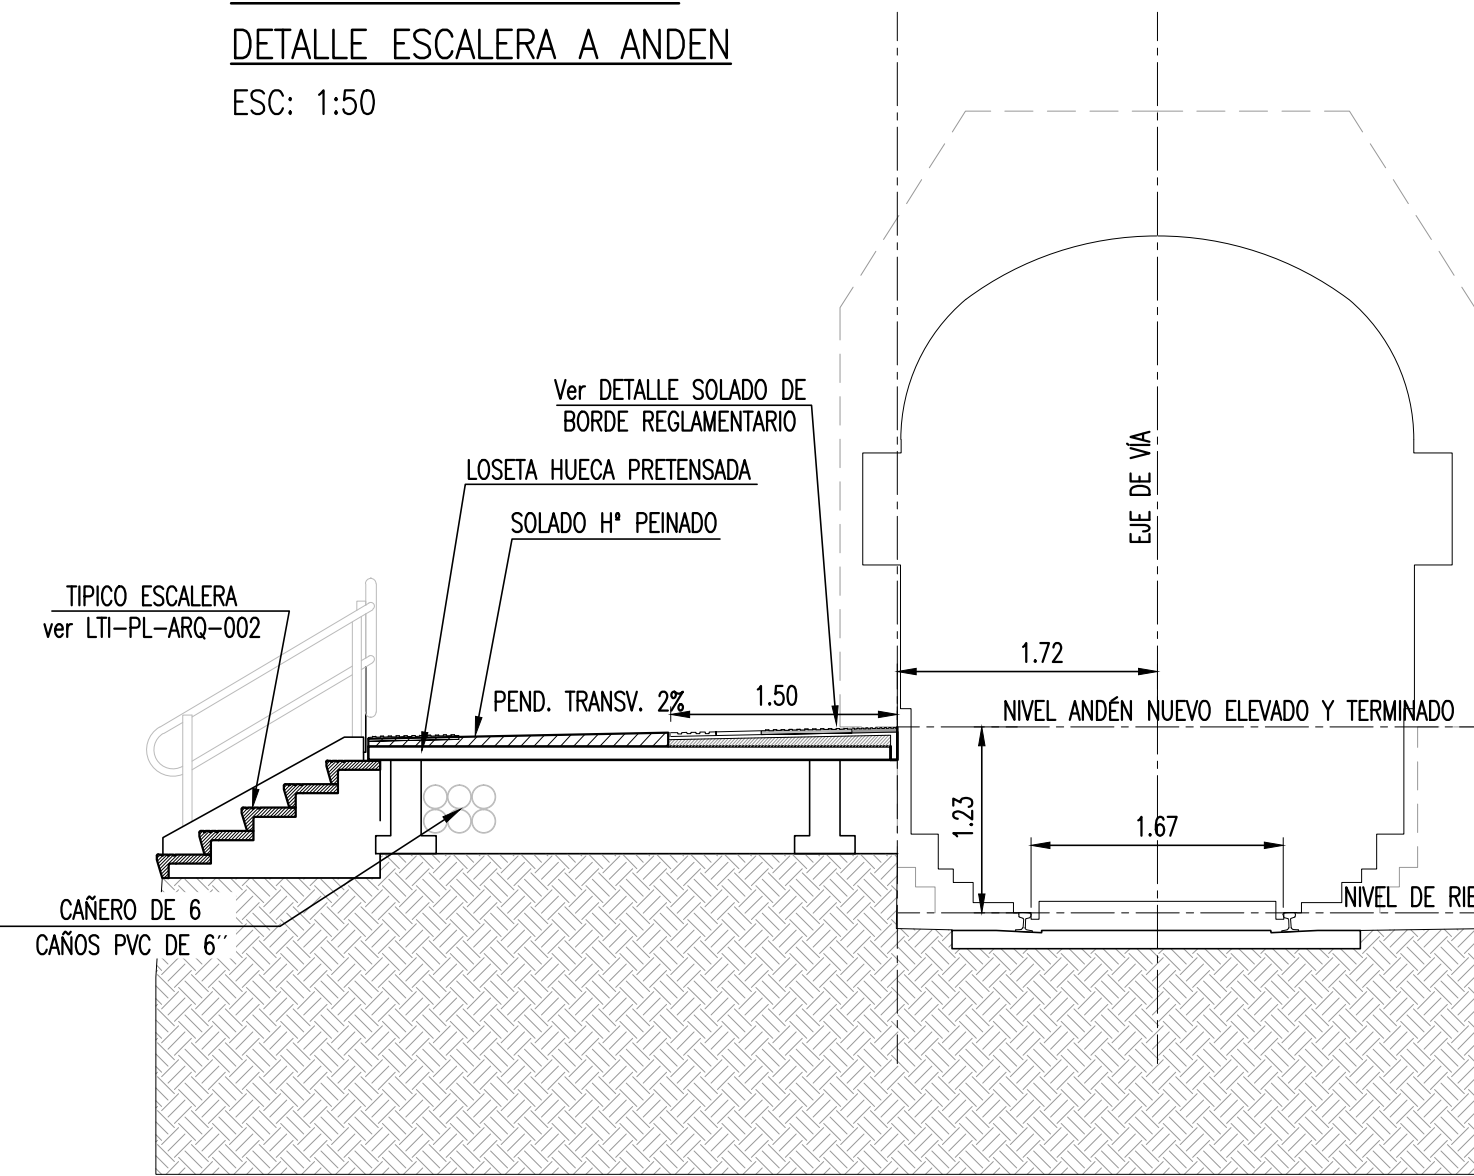 DETALLE ESCALERA A ANDEN
ESC: 1:50
Ver DETALLE SOLADO DE
BORDE REGLAMENTARIO
LOSETA HUECA PRETENSADA
SOLADO Hº PEINADO
EJE DE VÍA
TIPICO ESCALERA
ver LTI-PL-ARQ-002
1.72
PEND. TRANSV. 2%
1.50
NIVEL ANDÉN NUEVO ELEVADO Y TERMINADO
1.23
1.67
NIVEL DE RIE
CAÑERO DE 6
CAÑOS PVC DE 6´´